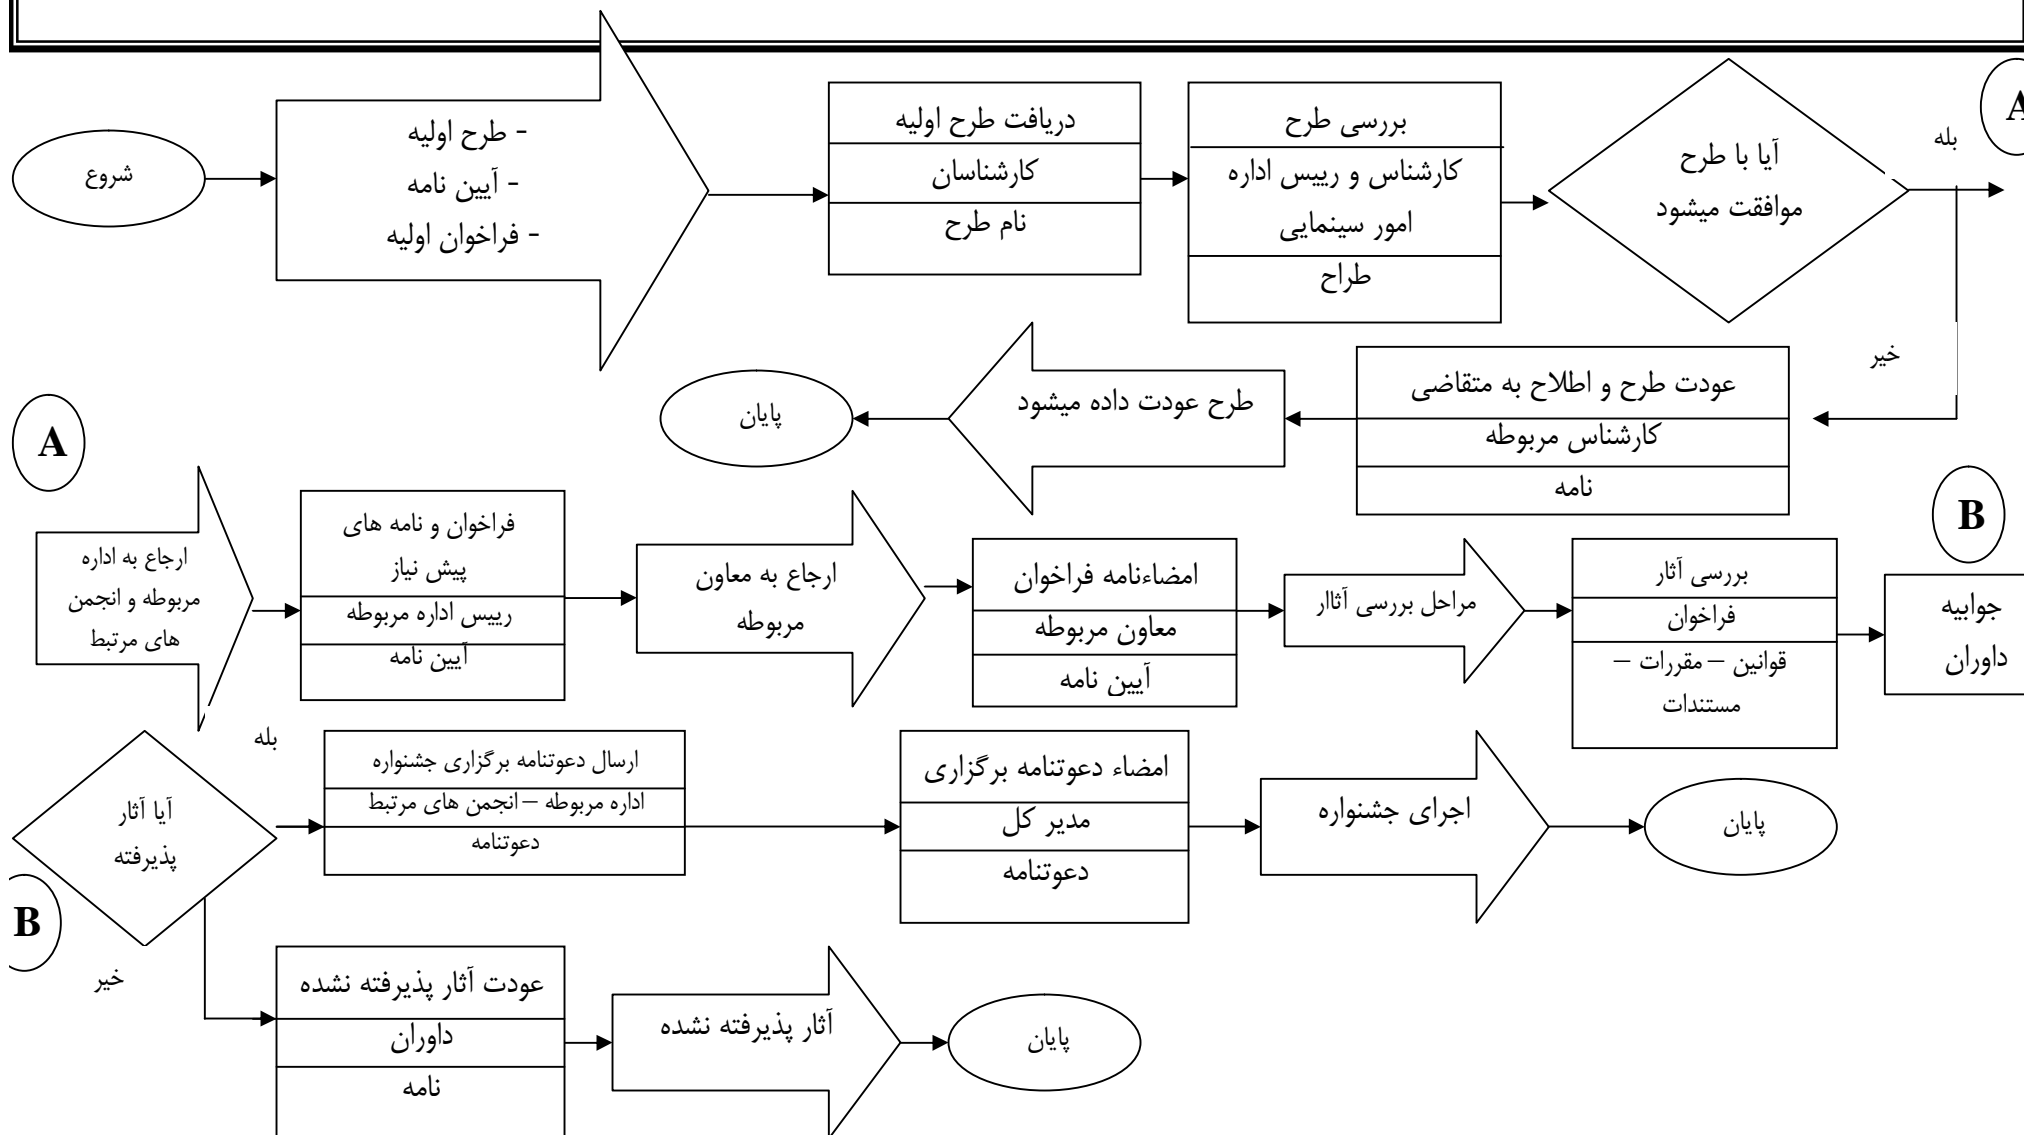 شروع
- طرح اولیه
- آیین نامه
- فراخوان اولیه
دریافت طرح اولیه
کارشناسان
نام طرح
بررسی طرح
کارشناس و رییس اداره
امور سینمایی
طراح
آیا با طرح
موافقت میشود
بله
A
خیر
عودت طرح و اطلاح به متقاضی
کارشناس مربوطه
نامه
طرح عودت داده میشود
پایان
A
ارجاع به اداره
مربوطه و انجمن
های مرتبط
فراخوان و نامه های
پیش نیاز
رییس اداره مربوطه
آیین نامه
ارجاع به معاون
مربوطه
امضاءنامه فراخوان
معاون مربوطه
آیین نامه
مراحل بررسی آثاار
بررسی آثار
فراخوان
قوانین – مقررات –
مستندات
B
جوابیه
داوران
آیا آثار
پذیرفته
B
بله
ارسال دعوتنامه برگزاری جشنواره
اداره مربوطه – انجمن های مرتبط
دعوتنامه
امضاء دعوتنامه برگزاری
مدیر کل
دعوتنامه
اجرای جشنواره
پایان
خیر
عودت آثار پذیرفته نشده
داوران
نامه
آثار پذیرفته نشده
پایان